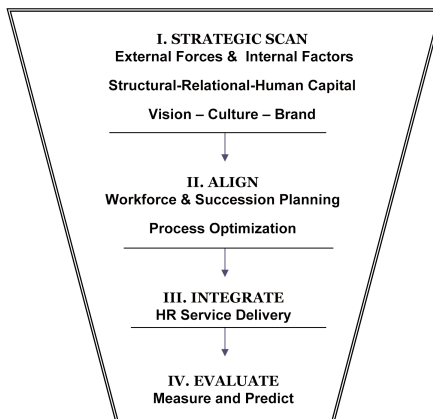 I. STRATEGIC SCAN
External Forces & Internal Factors
Structural-Relational-Human Capital
Vision – Culture – Brand
II. ALIGN
Workforce & Succession Planning
Process Optimization
III. INTEGRATE
HR Service Delivery
IV. EVALUATE
Measure and Predict